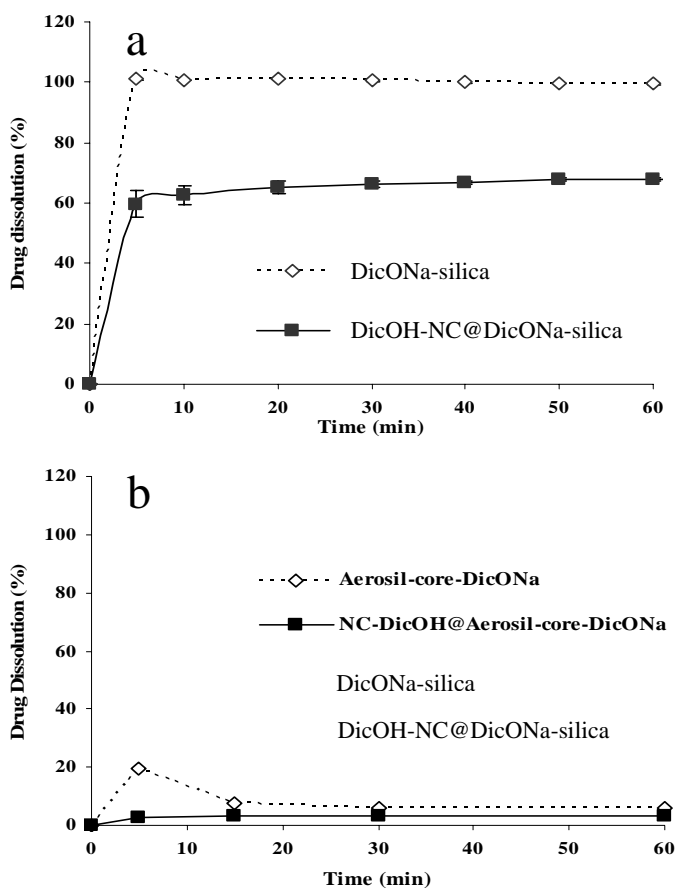 a
120
100
80
60
40
20
0
Drug dissolution (%)
DicONa-silica
DicOH-NC@DicONa-silica
0 10 20 30 40 50 60
Time (min)
b
120
100
80
60
40
20
0
Drug Dissolution (%)
Aerosil-core-DicONa
NC-DicOH@Aerosil-core-DicONa
DicONa-silica
DicOH-NC@DicONa-silica
0 10 20 30 40 50 60
Time (min)